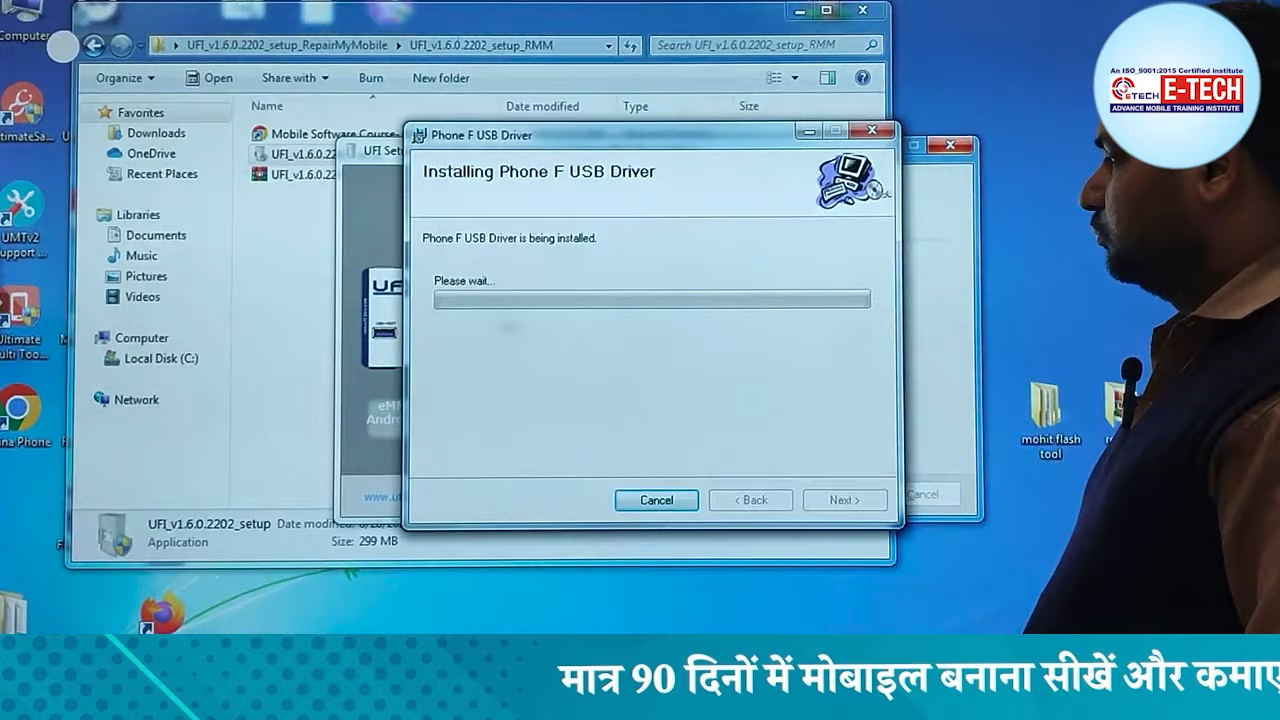 Computer
UFI_v1.6.0.2202_setup_RepairMyMobile
UFI_v1.6.0.2202_setup_RMM
Search UFI_v1.6.0.2202_setup_RMM
Organize
Open
Share with
Burn
New folder
Favorites
Downloads
OneDrive
Recent Places
Libraries
Documents
Music
Pictures
Videos
Computer
Local Disk (C:)
Network
Name
Date modified
Type
Size
Mobile Software Course-
UFI_v1.6.0.22
UFI_v1.6.0.22
UFI Set
Phone F USB Driver
Installing Phone F USB Driver
Phone F USB Driver is being installed.
Please wait...
Cancel
< Back
Next >
Cancel
UFI_v1.6.0.2202_setup
Application
Size: 299 MB
UMTv2
mohit flash
tool
An ISO_9001:2015 Certified institute
ETECH
E-TECH
ADVANCE MOBILE TRAINING INSTITUTE
मात्र 90 दिनों में मोबाइल बनाना सीखें और कमाए